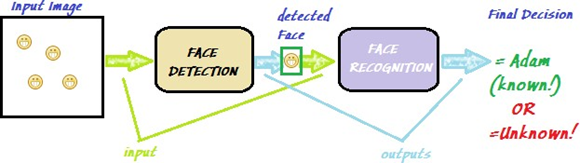 Input Image
detected
Face
Final Decision
FACE
DETECTION
FACE
RECOGNITION
= Adam
(known!)
OR
=Unknown!
input
outputs